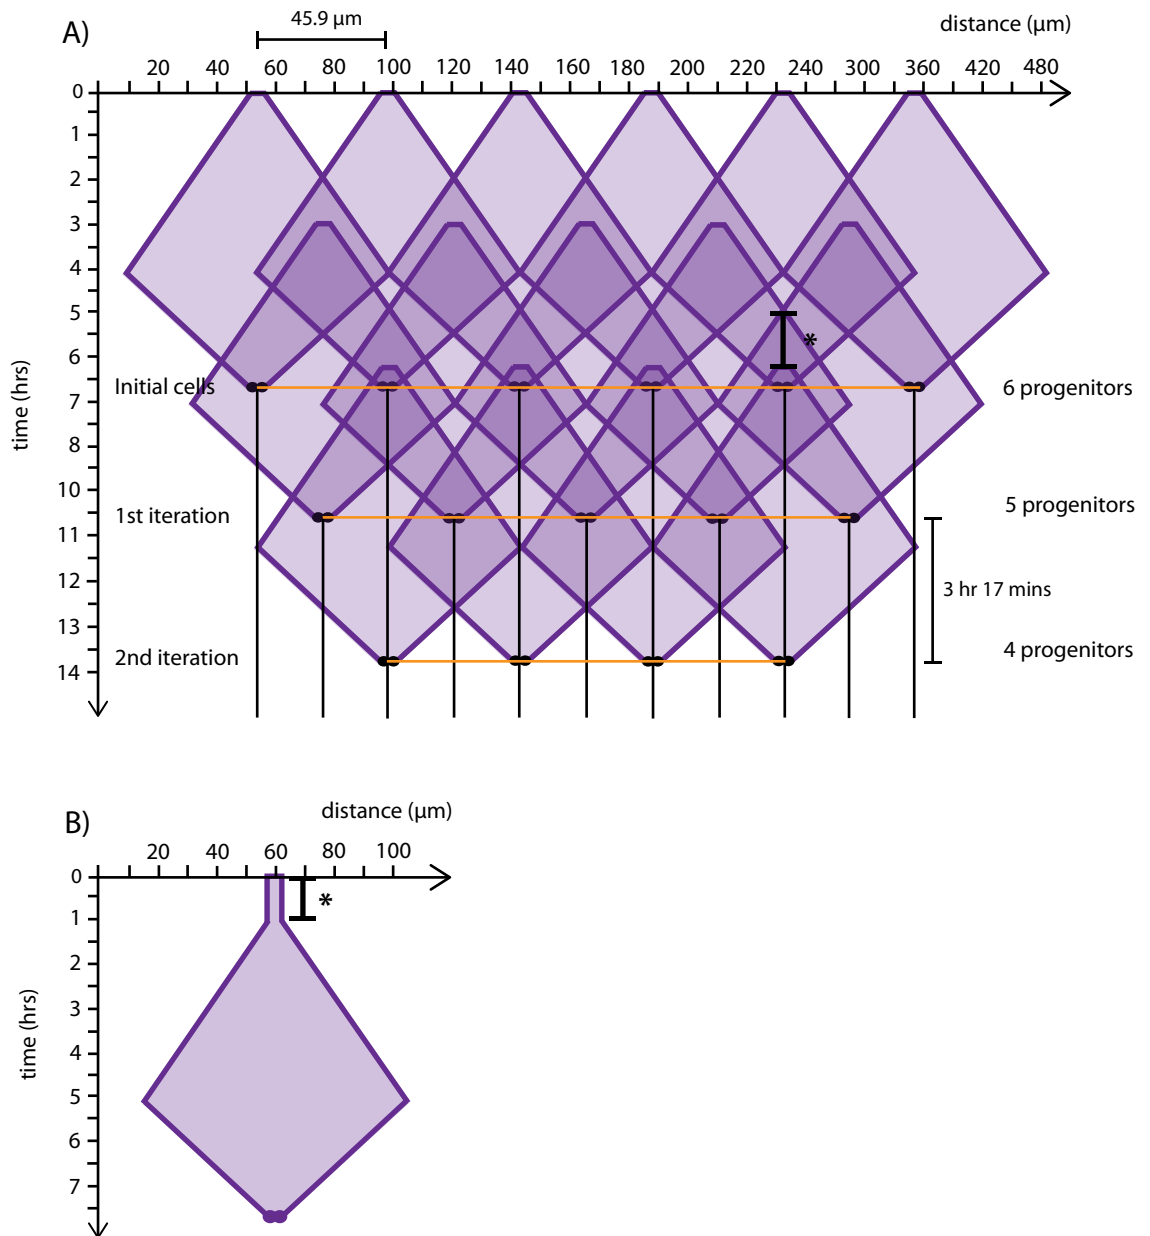 A)
45.9 µm
distance (µm)
20 40 60 80 100 120 140 160 180 200 220 240 300 360 420 480
0
1
2
3
4
5
*
6
Initial cells
6 progenitors
7
time (hrs)
8
9
10
1st iteration
5 progenitors
11
12
3 hr 17 mins
13
2nd iteration
4 progenitors
14
B)
distance (µm)
20 40 60 80 100
0
*
1
2
3
time (hrs)
4
5
6
7